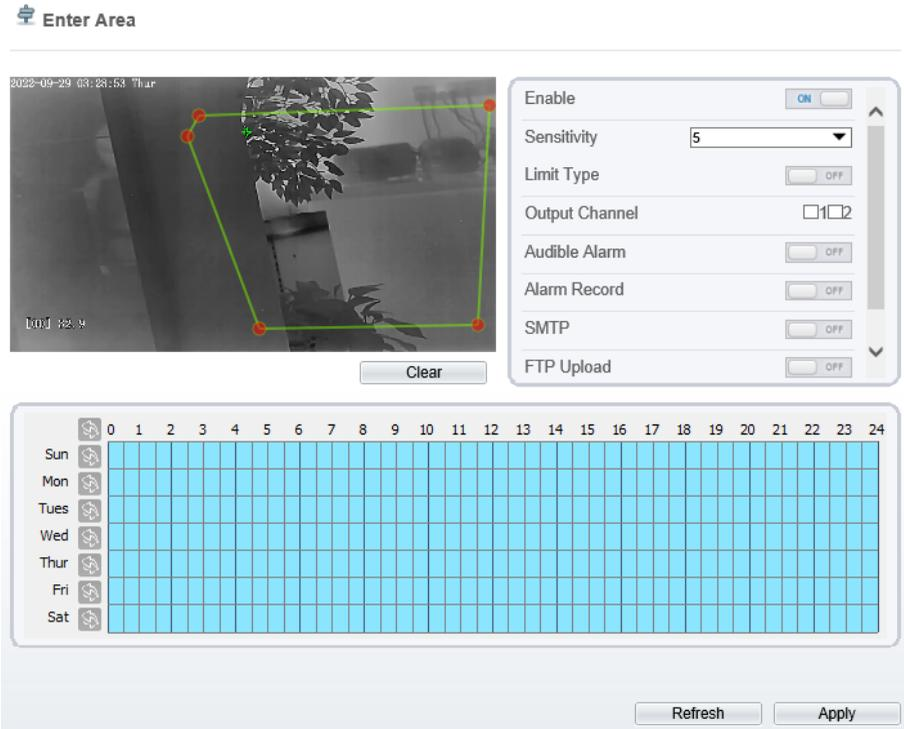 Enter Area
2022-09-29 03:28:53 Thur
Enable ON
Sensitivity 5
Limit Type OFF
Output Channel 1 2
Audible Alarm OFF
Alarm Record OFF
SMTP OFF
FTP Upload OFF
Clear
0 1 2 3 4 5 6 7 8 9 10 11 12 13 14 15 16 17 18 19 20 21 22 23 24
Sun
Mon
Tues
Wed
Thur
Fri
Sat
Refresh Apply